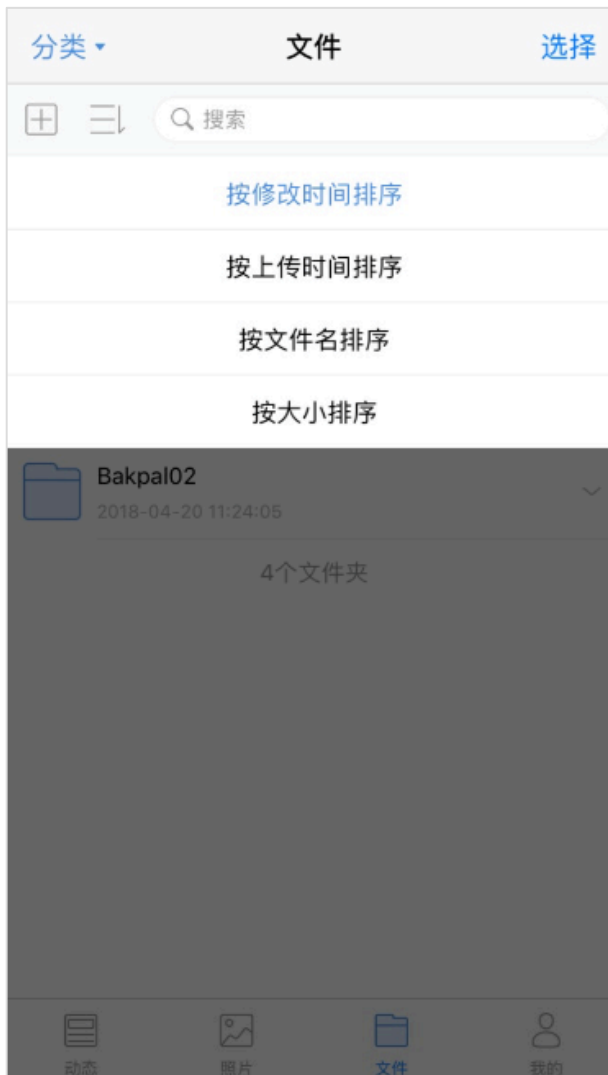 分类
文件
选择
搜索
按修改时间排序
按上传时间排序
按文件名排序
按大小排序
Bakpal02
2018-04-20 11:24:05
4个文件夹
动态
照片
文件
我的